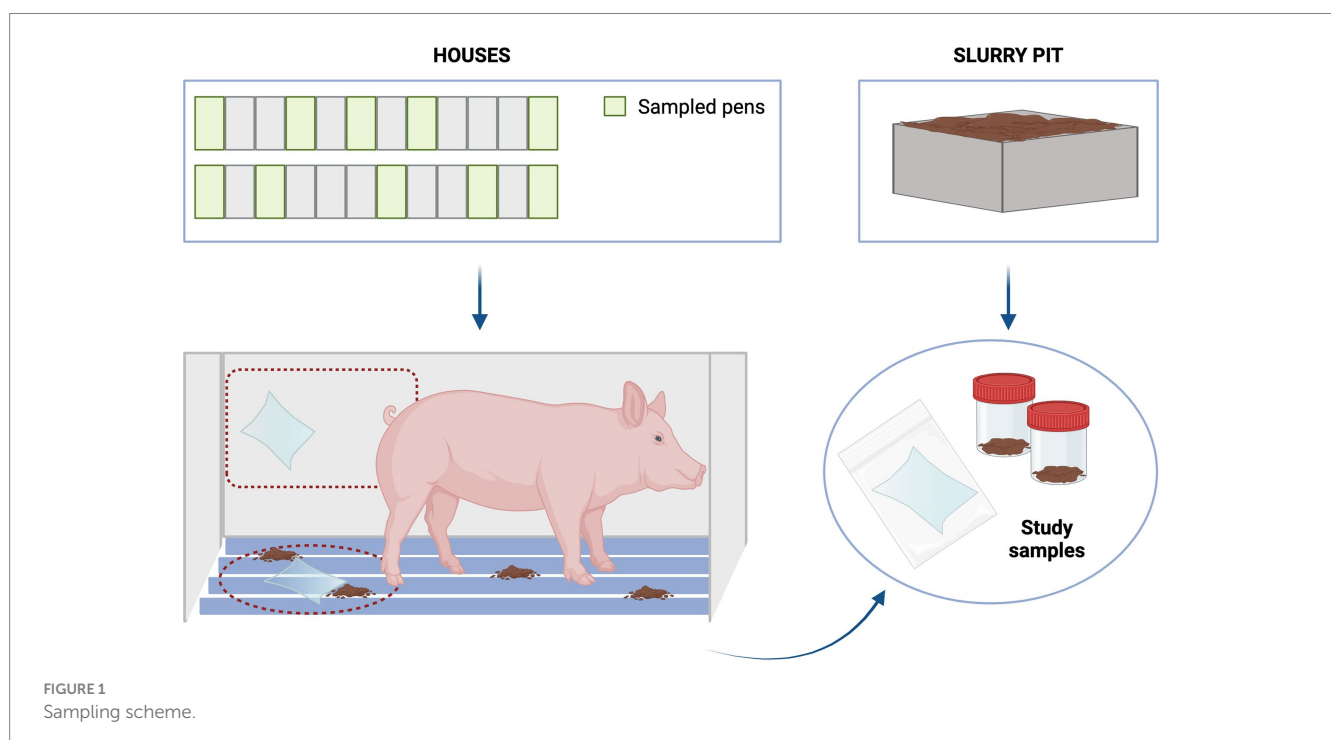 HOUSES
SLURRY PIT
Sampled pens
Study
samples
FIGURE 1
Sampling scheme.